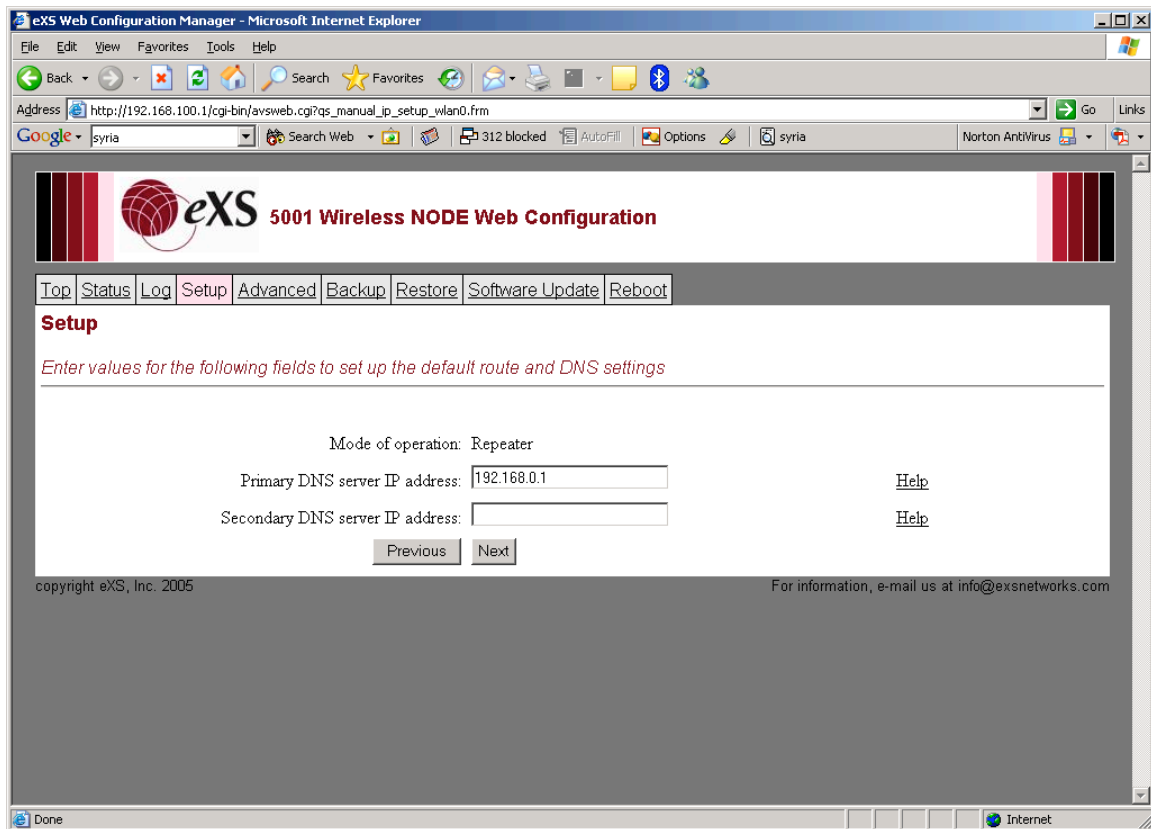 eXS Web Configuration Manager - Microsoft Internet Explorer
File Edit View Favorites Tools Help
Back Search Favorites
Address http://192.168.100.1/cgi-bin/avsweb.cgi?qs_manual_ip_setup_wlan0.frm Go Links
Google syria Search Web 312 blocked AutoFill Options syria Norton AntiVirus
eXS 5001 Wireless NODE Web Configuration
Top Status Log Setup Advanced Backup Restore Software Update Reboot
Setup
Enter values for the following fields to set up the default route and DNS settings
Mode of operation: Repeater
Primary DNS server IP address: 192.168.0.1 Help
Secondary DNS server IP address: Help
Previous Next
copyright eXS, Inc. 2005 For information, e-mail us at info@exsnetworks.com
Done Internet